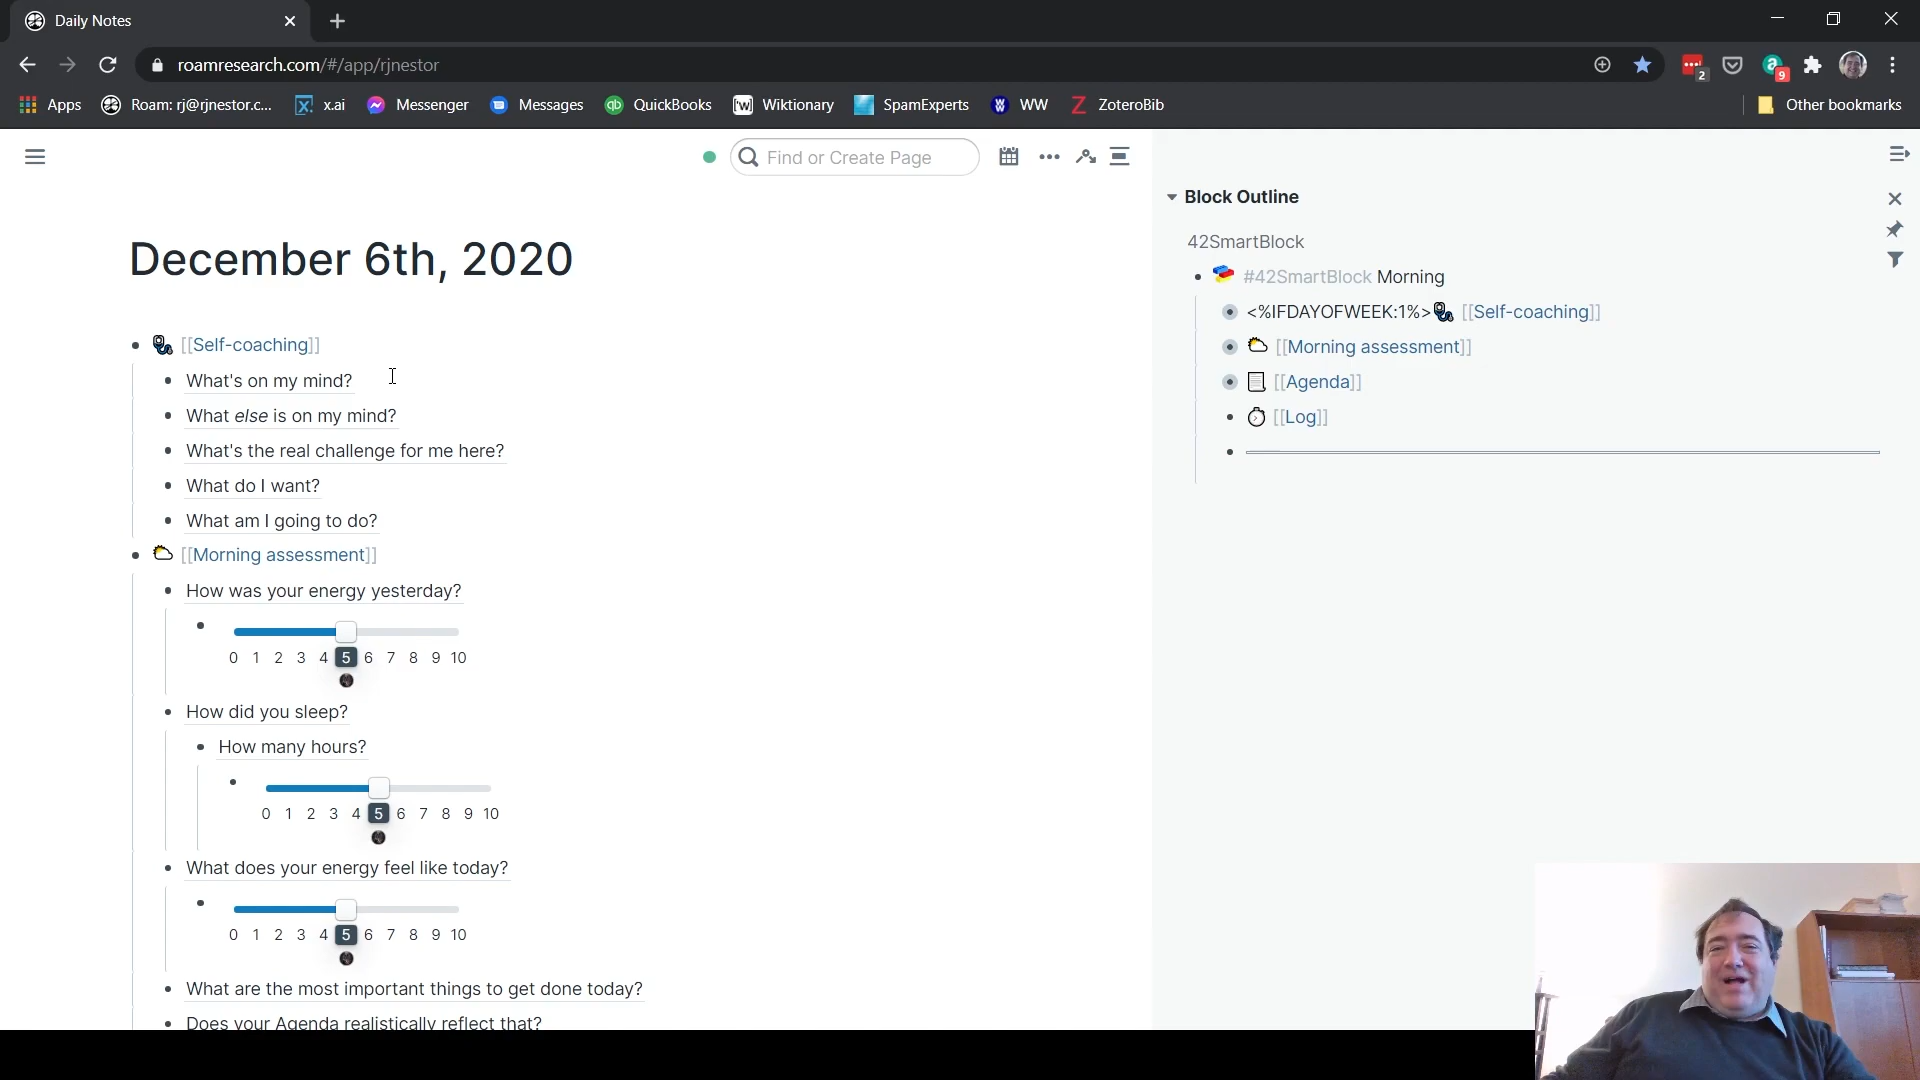 Daily Notes
roamresearch.com/#/app/rjnestor
2
9
Apps
Roam: rj@rjnestor.c...
x.ai
Messenger
Messages
QuickBooks
Wiktionary
SpamExperts
WW
ZoteroBib
Other bookmarks
Find or Create Page
December 6th, 2020
[[Self-coaching]]
What's on my mind?
What else is on my mind?
What's the real challenge for me here?
What do I want?
What am I going to do?
[[Morning assessment]]
How was your energy yesterday?
0 1 2 3 4 5 6 7 8 9 10
How did you sleep?
How many hours?
0 1 2 3 4 5 6 7 8 9 10
What does your energy feel like today?
0 1 2 3 4 5 6 7 8 9 10
What are the most important things to get done today?
Does your Agenda realistically reflect that?
Block Outline
42SmartBlock
#42SmartBlock Morning
<%IFDAYOFWEEK:1%> [[Self-coaching]]
[[Morning assessment]]
[[Agenda]]
[[Log]]